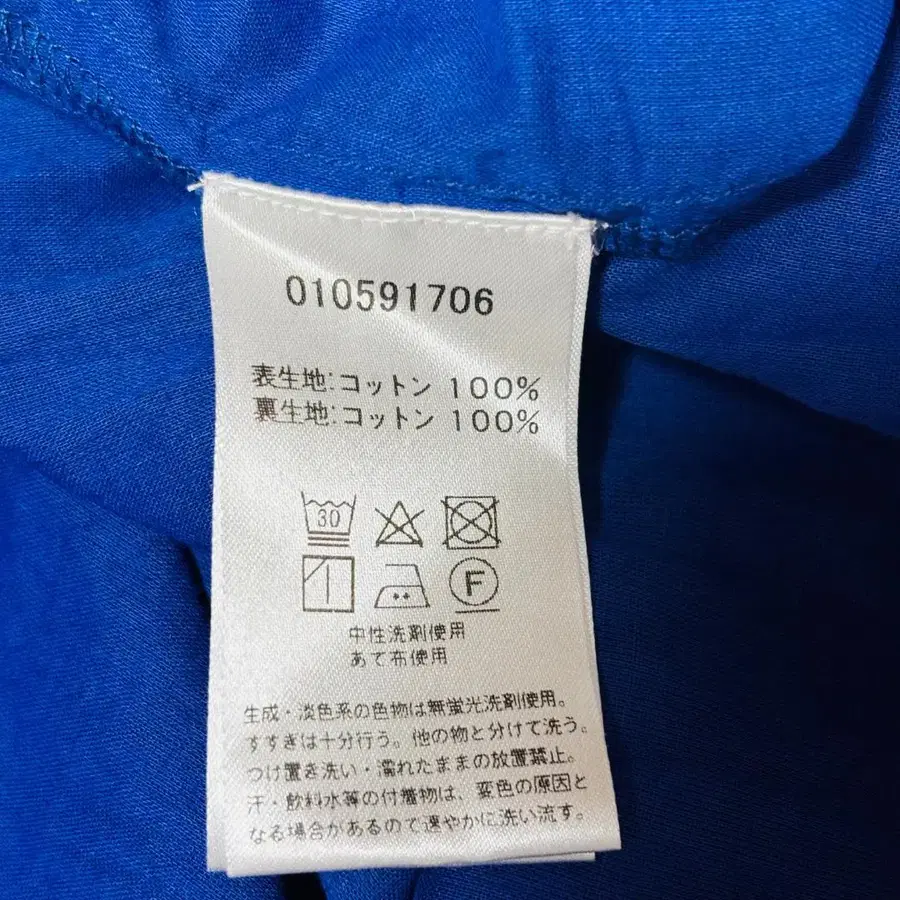 010591706
表生地:コットン 100%
裏生地:コットン 100%
30
F
中性洗剤使用
あて布使用
生成・淡色系の色物は無蛍光洗剤使用。
すすぎは十分行う。他の物と分けて洗う。
つけ置き洗い・濡れたままの放置禁止。
汗・飲料水等の付着物は、変色の原因と
なる場合があるので速やかに洗い流す。